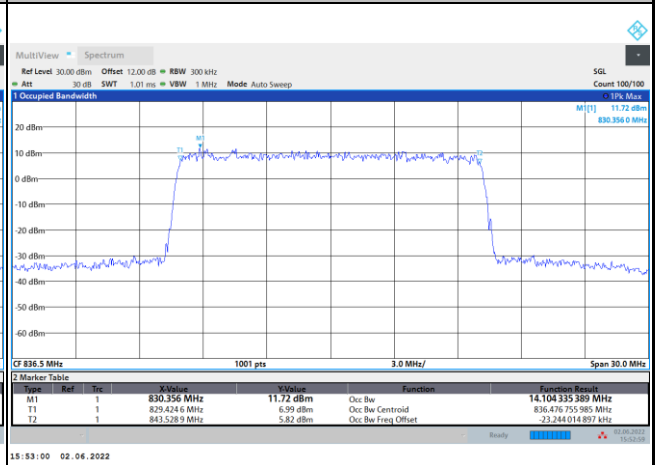 MultiView Spectrum
Ref Level 30.00 dBm Offset 12.00 dB RBW 300 kHz SGL
Att 30 dB SWT 1.01 ms VBW 1 MHz Mode Auto Sweep Count 100/100
1 Occupied Bandwidth 1Pk Max
M1[1] 11.72 dBm
830.356 0 MHz
20 dBm
M1
T1 T2
10 dBm
0 dBm
-10 dBm
-20 dBm
-30 dBm
-40 dBm
-50 dBm
-60 dBm
CF 836.5 MHz 1001 pts 3.0 MHz/ Span 30.0 MHz
2 Marker Table
Type Ref Trc X-Value Y-Value Function Function Result
M1 1 830.356 MHz 11.72 dBm Occ Bw 14.104 335 389 MHz
T1 1 829.424 6 MHz 6.99 dBm Occ Bw Centroid 836.476 755 985 MHz
T2 1 843.528 9 MHz 5.82 dBm Occ Bw Freq Offset -23.244 014 897 kHz
Ready 02.06.2022
15:52:59
15:53:00 02.06.2022